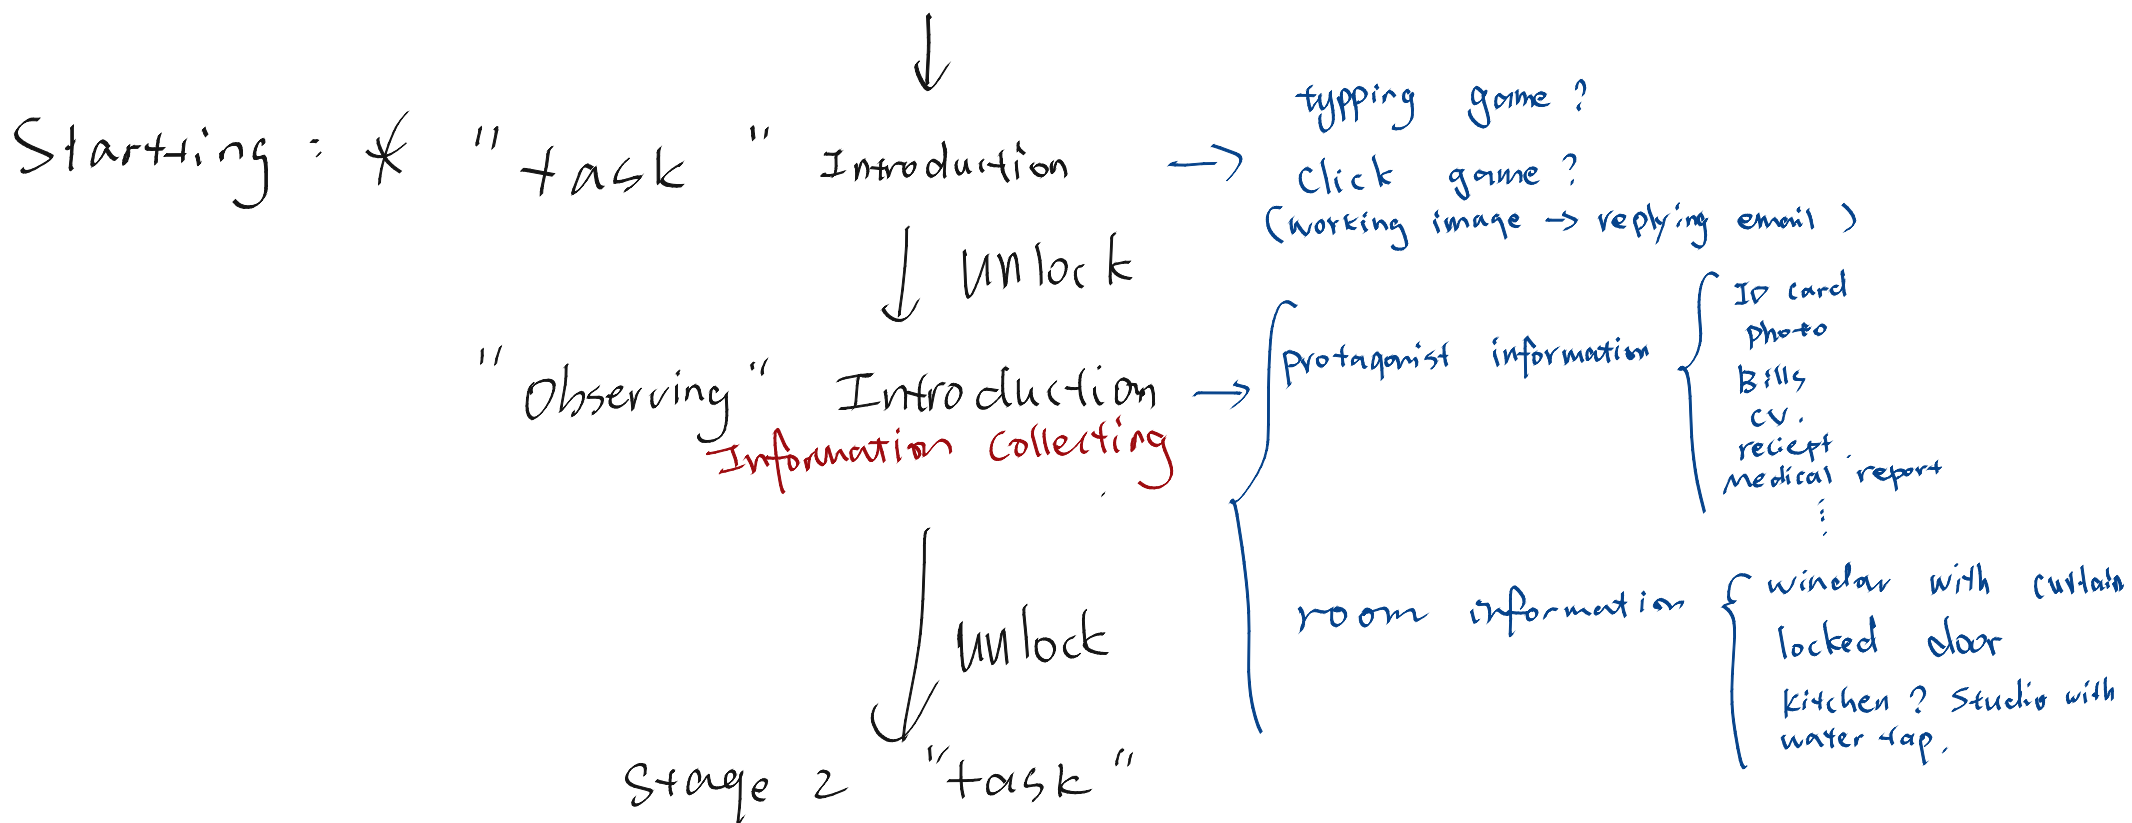 Startting : * "task" Introduction →
typping game ?
Click game ?
(working image → replying email )
unlock
"Observing" Introduction →
Information Collecting
protagonist information
ID card
photo
Bills
CV.
reciept.
Medical report
⋮
room information
window with curtain
locked door
kitchen ? Studio with
water tap.
unlock
Stage 2 "task"